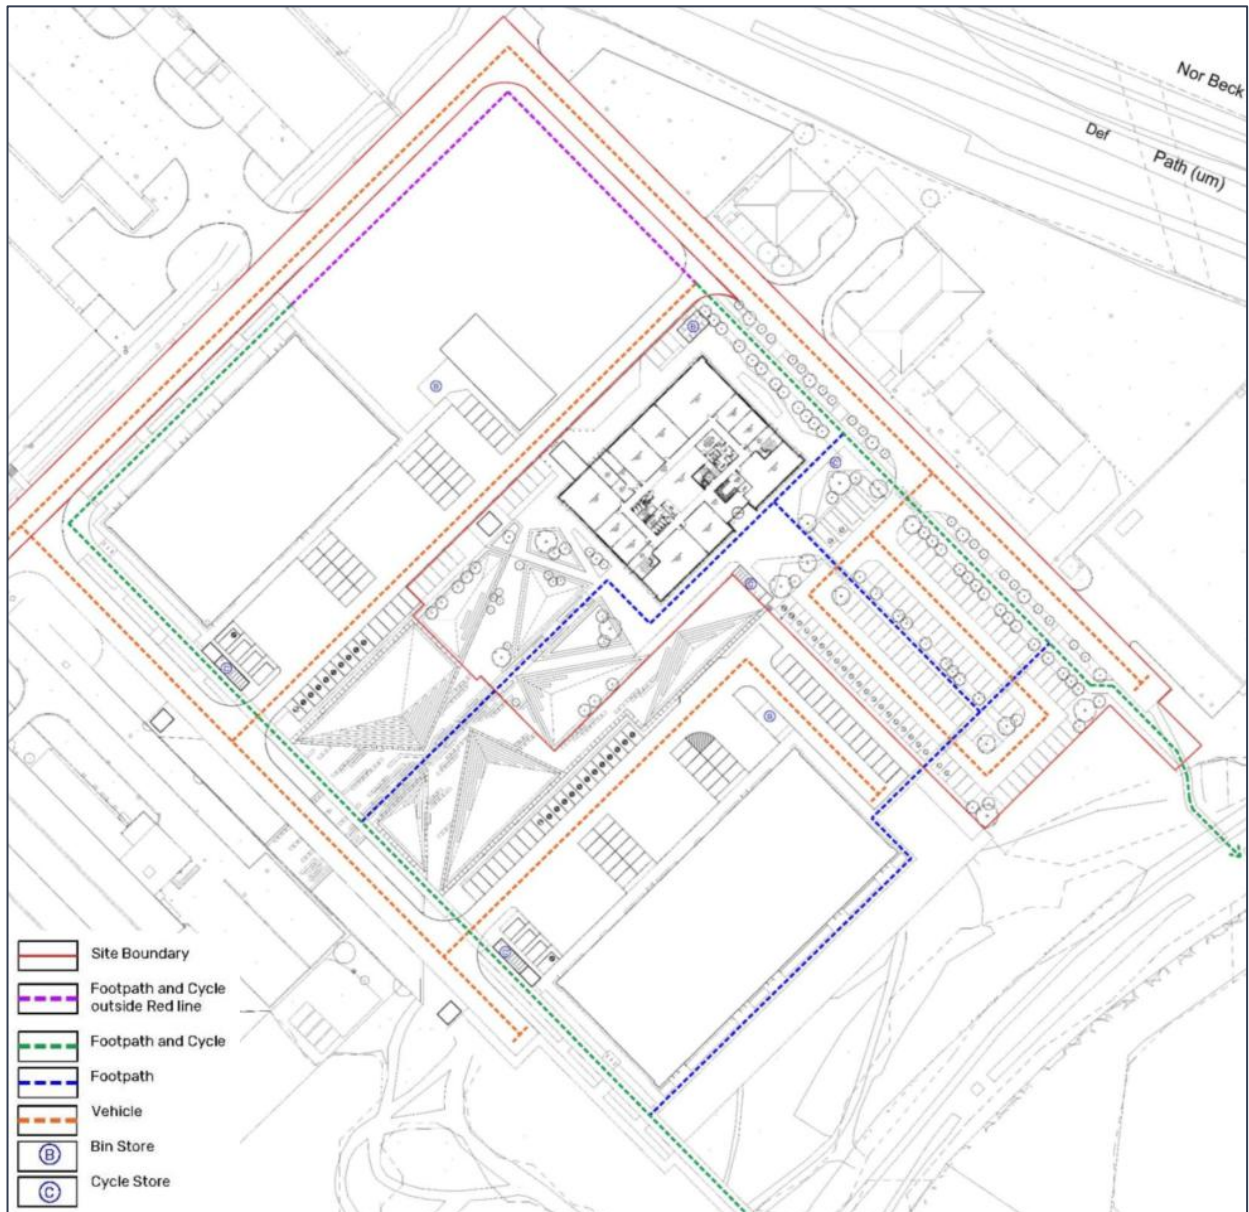 Nor Beck
Def
Path (um)
B
B
C
C
C
B
C
Site Boundary
Footpath and Cycle
outside Red line
Footpath and Cycle
Footpath
Vehicle
B
Bin Store
C
Cycle Store